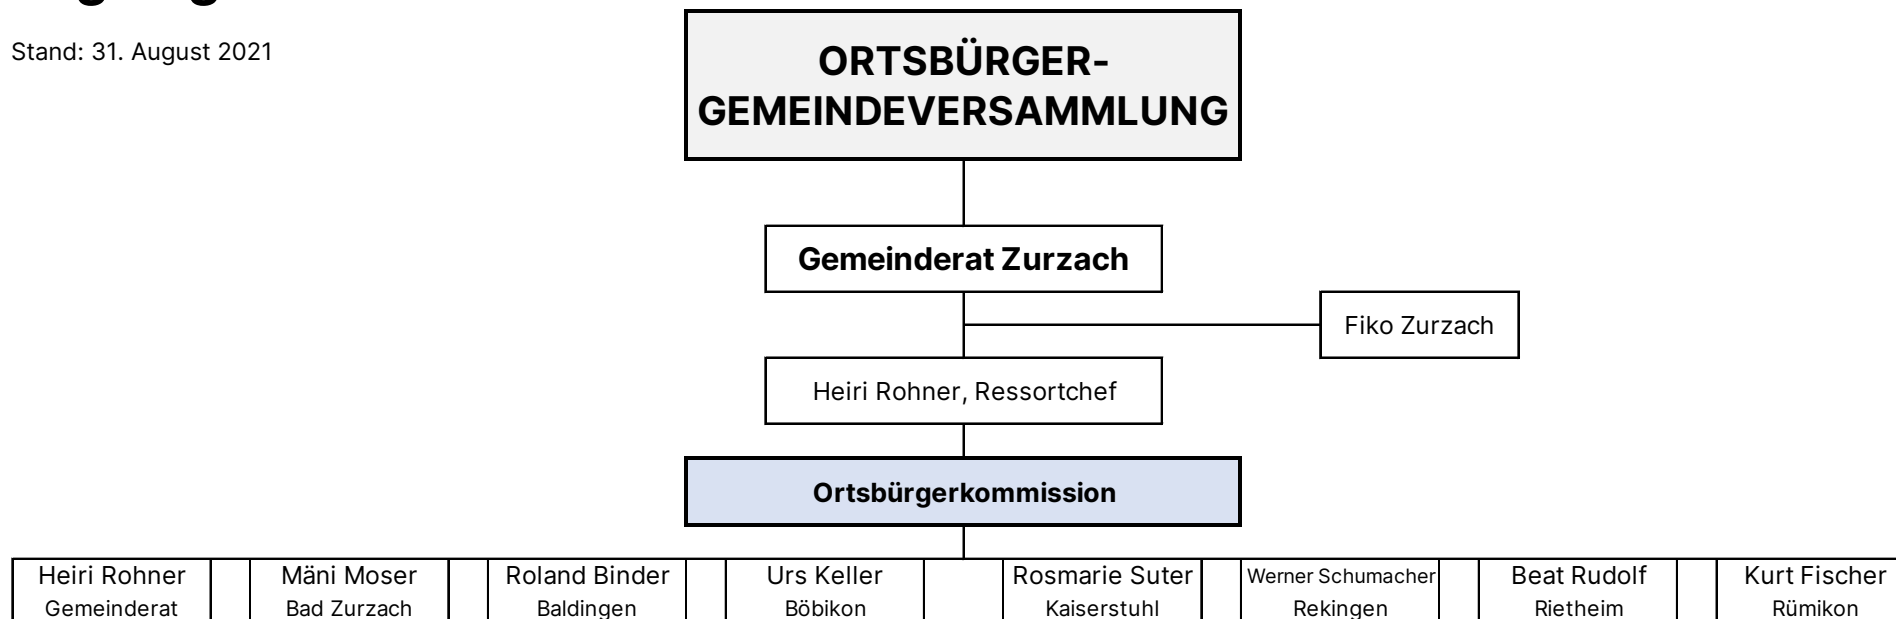 Stand: 31. August 2021
ORTSBÜRGER-
GEMEINDEVERSAMMLUNG
Gemeinderat Zurzach
Fiko Zurzach
Heiri Rohner, Ressortchef
Ortsbürgerkommission
Heiri Rohner
Gemeinderat
Mäni Moser
Bad Zurzach
Roland Binder
Baldingen
Urs Keller
Böbikon
Rosmarie Suter
Kaiserstuhl
Werner Schumacher
Rekingen
Beat Rudolf
Rietheim
Kurt Fischer
Rümikon